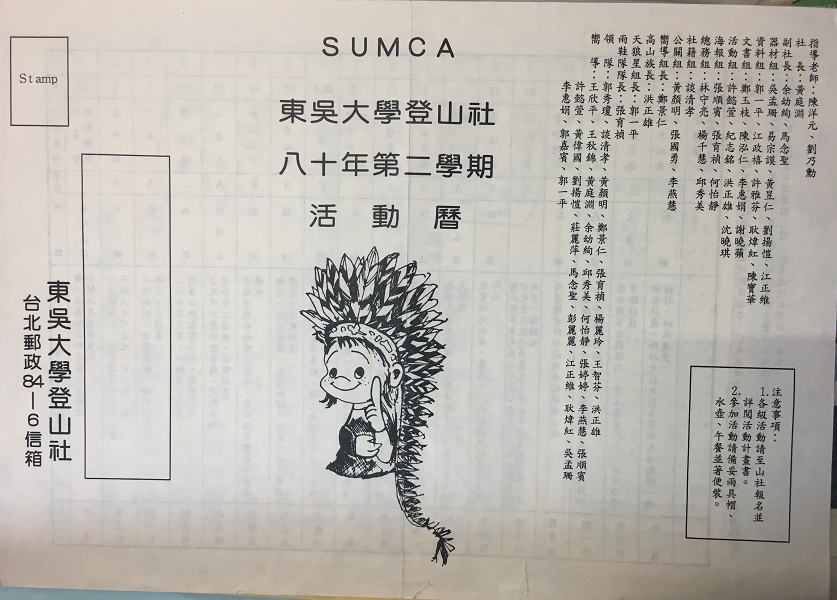 Stamp
SUMCA
東吳大學登山社
八十年第二學期
活動曆
指導老師：陳洋元、劉乃勳
社長：黃庭淵
副社長：余幼絢、馬念聖
器材組：吳孟珊、易宗謨、黃昱仁、劉揚愷、江正維
資料組：郭一平、江政禧、許雅芬、耿煒紅、陳寶華
文書組：鄭玉枝、陳泓仁、李惠娟、謝曉蘋
活動組：許懿萱、紀志銘、洪正雄、沈曉琪
海報組：張順賓、張育禎、何怡靜
總務組：林守亮、楊千慧、邱秀美
社籍組：談清孝
公關組：黃顏明、張國勇、李燕慧
嚮導組長：鄭景仁
高山族長：洪正雄
天狼星組長：郭一平
雨鞋隊隊長：張育禎
領隊：郭秀瓊、談清孝、黃顏明、鄭景仁、張育禎、楊麗玲、王智芬、洪正雄
嚮導：王欣平、王秋錦、黃庭淵、余幼絢、邱秀美、何怡靜、張婷婷、李燕慧、張順賓
許懿萱、黃偉國、劉揚愷、莊麗萍、馬念聖、彭麗麗、江正維、耿煒紅、吳孟珊
李惠娟、郭嘉賓、郭一平
注意事項：
1.各級活動請至山社報名並
詳閱活動計畫書。
2.參加活動請備妥雨具帽、
水壺、午餐並著便裝。
東吳大學登山社
台北郵政84－6信箱